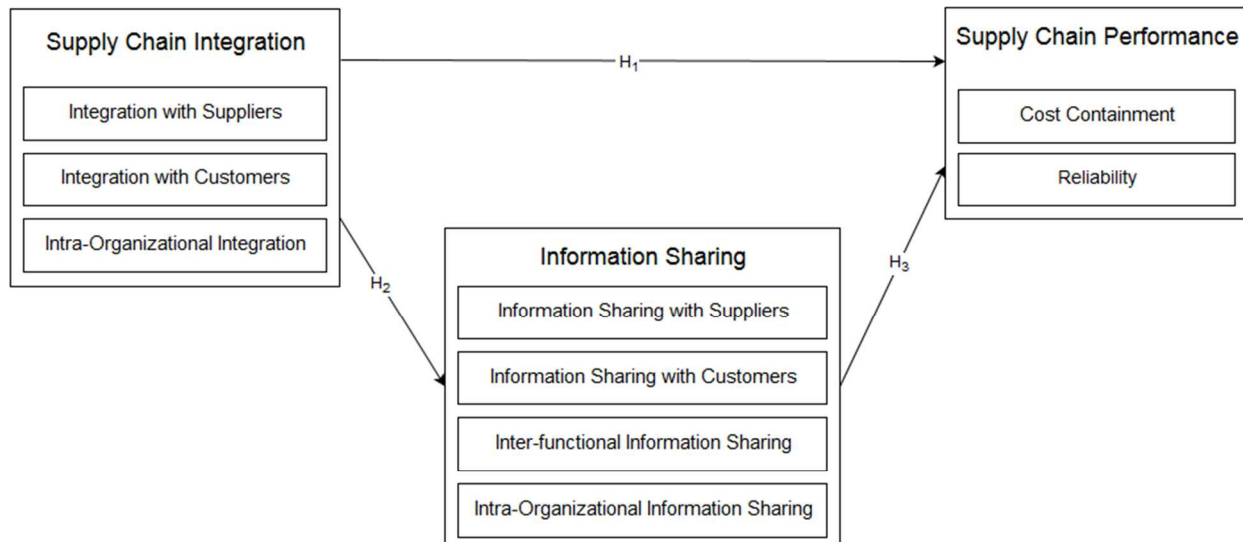 Supply Chain Integration
Integration with Suppliers
Integration with Customers
Intra-Organizational Integration
H₁
H₂
Information Sharing
Information Sharing with Suppliers
Information Sharing with Customers
Inter-functional Information Sharing
Intra-Organizational Information Sharing
H₃
Supply Chain Performance
Cost Containment
Reliability